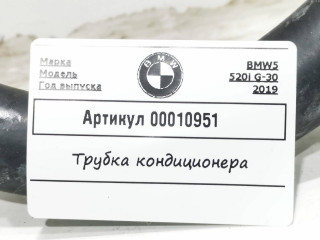 Марка BMW5
Модель 520i G-30
Год выпуска 2019
BMW
Артикул 00010951
Трубка кондиционера